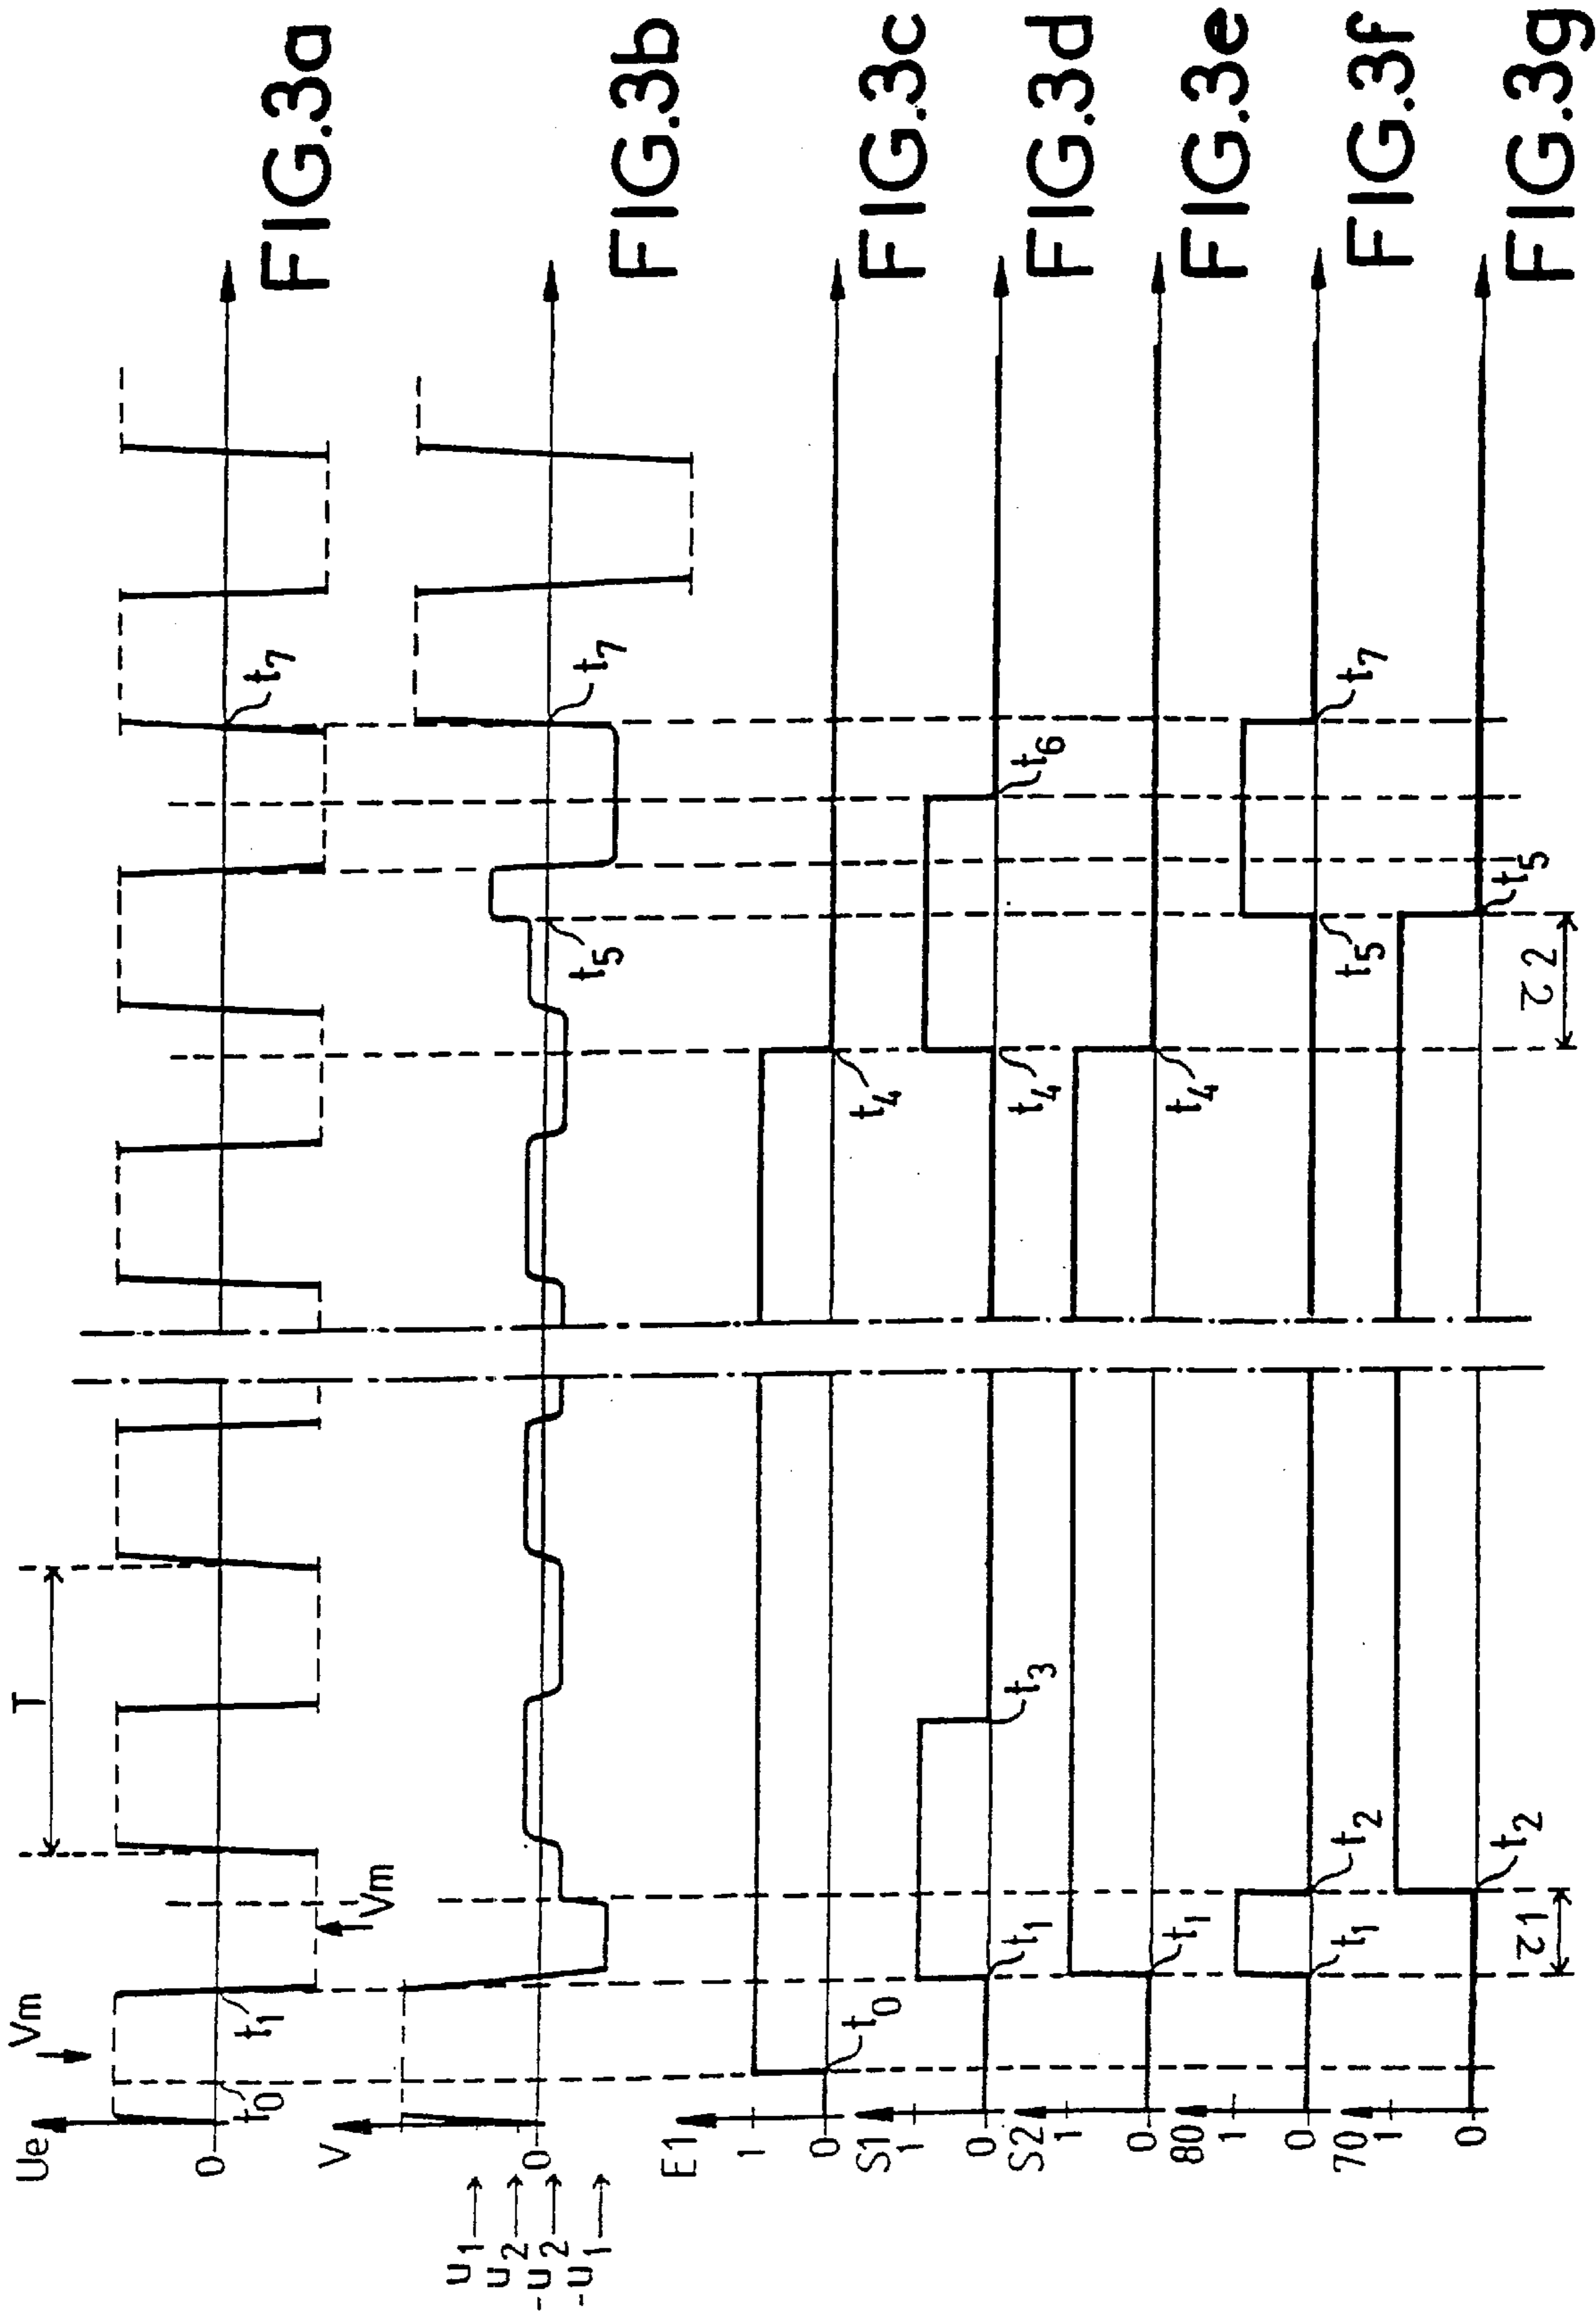 Ue
0
Vm
t0
t1
Vm
T
t7
FIG.3a
V
u1
u2
-u2
-u1
0
t5
t7
FIG.3b
E1
1
0
t0
t4
FIG.3c
S1
1
0
t1
t3
t4
t6
FIG.3d
S2
1
0
t1
t4
FIG.3e
80
1
0
t1
t2
t5
t7
FIG.3f
70
1
0
t2
t5
τ1
τ2
FIG.3g